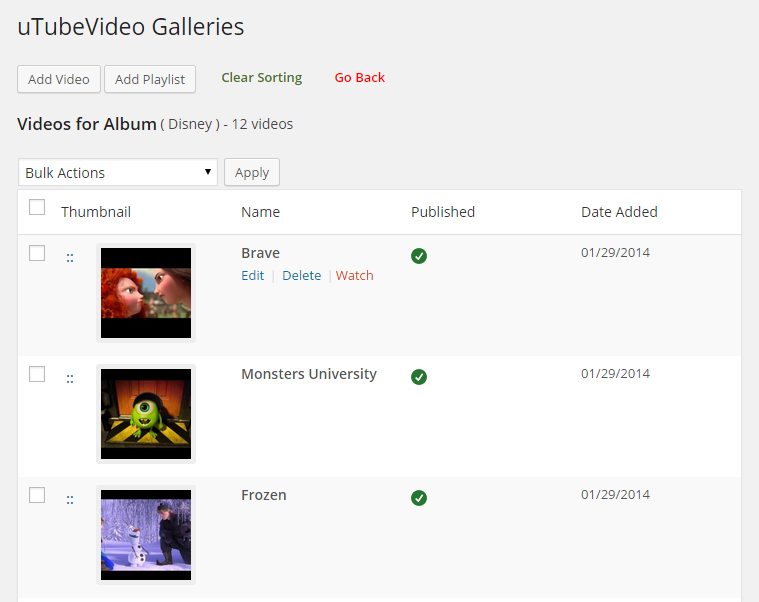 uTubeVideo Galleries
Add Video Add Playlist Clear Sorting Go Back
Videos for Album ( Disney ) - 12 videos
Bulk Actions Apply
Thumbnail Name Published Date Added
:: Brave 01/29/2014
Edit | Delete | Watch
:: Monsters University 01/29/2014
:: Frozen 01/29/2014